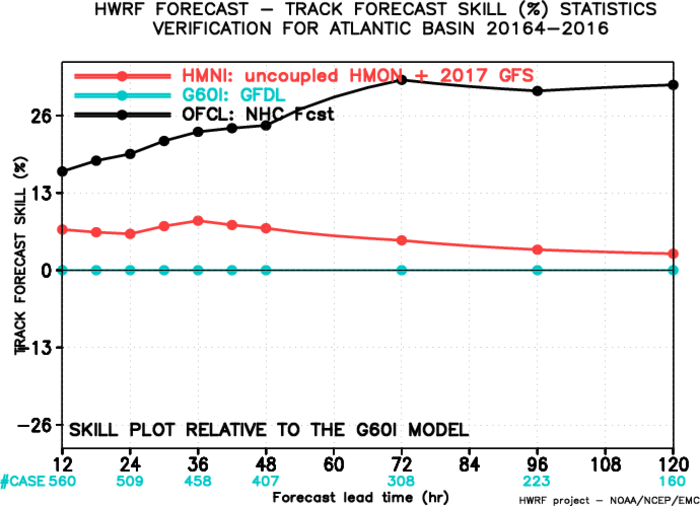 HWRF FORECAST – TRACK FORECAST SKILL (%) STATISTICS
VERIFICATION FOR ATLANTIC BASIN 20164–2016
HMNI: uncoupled HMON + 2017 GFS
G60I: GFDL
OFCL: NHC Fcst
TRACK FORECAST SKILL (%)
26
13
0
–13
–26
SKILL PLOT RELATIVE TO THE G60I MODEL
12 24 36 48 60 72 84 96 108 120
#CASE 560 509 458 407 308 223 160
Forecast lead time (hr)
HWRF project – NOAA/NCEP/EMC